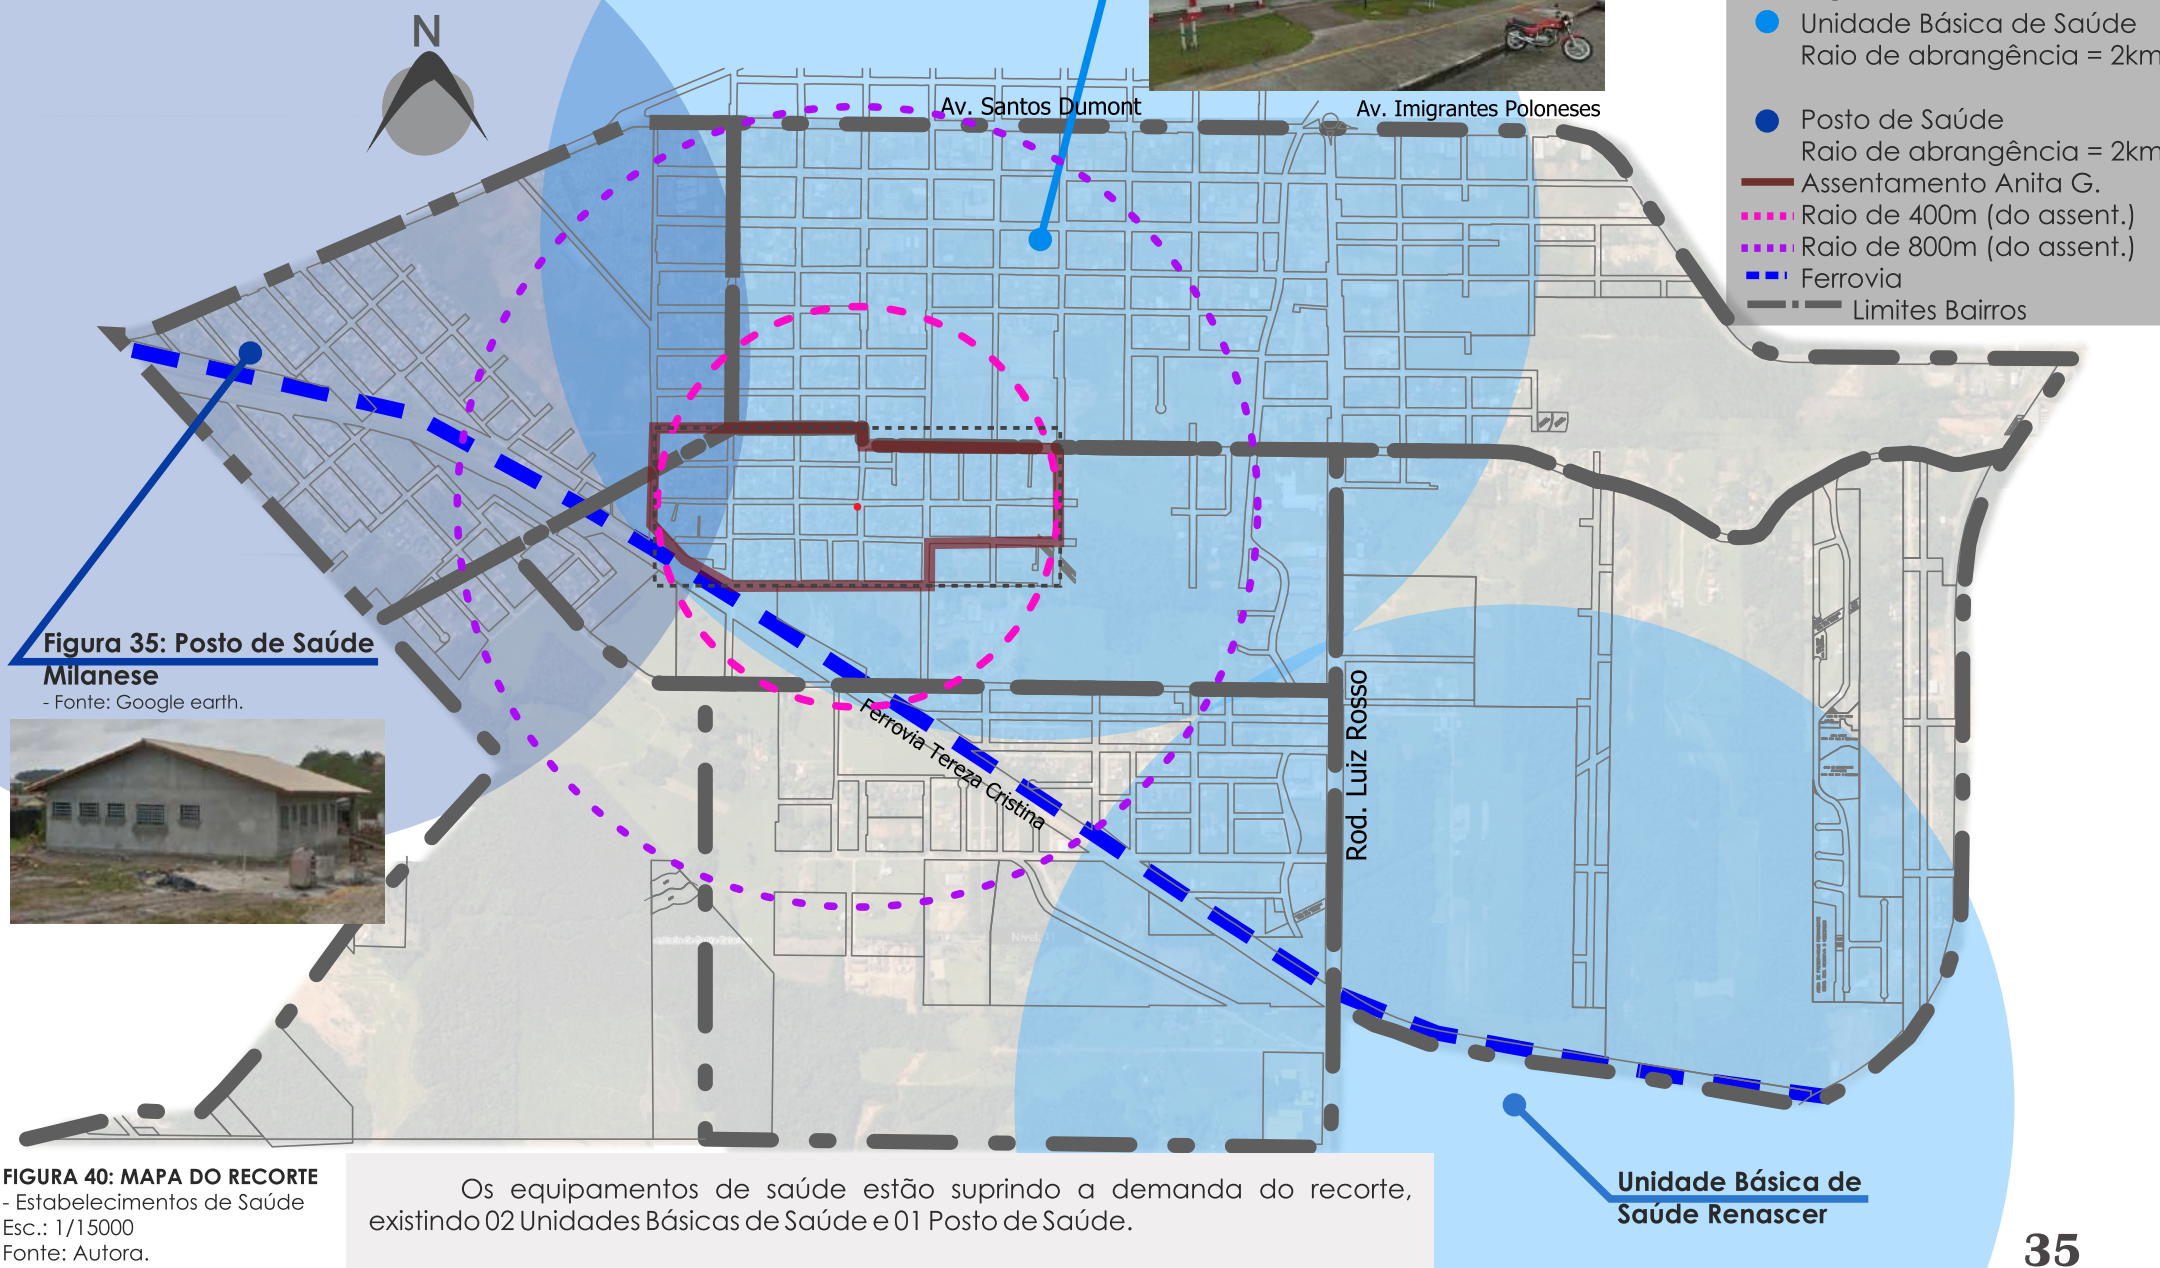 N
Av. Santos Dumont
Av. Imigrantes Poloneses
Unidade Básica de Saúde
Raio de abrangência = 2km
Posto de Saúde
Raio de abrangência = 2km
Assentamento Anita G.
Raio de 400m (do assent.)
Raio de 800m (do assent.)
Ferrovia
Limites Bairros
Figura 35: Posto de Saúde
Milanese
- Fonte: Google earth.
Ferrovia Tereza Cristina
Rod. Luiz Rosso
Unidade Básica de
Saúde Renascer
FIGURA 40: MAPA DO RECORTE
- Estabelecimentos de Saúde
Esc.: 1/15000
Fonte: Autora.
Os equipamentos de saúde estão suprindo a demanda do recorte,
existindo 02 Unidades Básicas de Saúde e 01 Posto de Saúde.
35